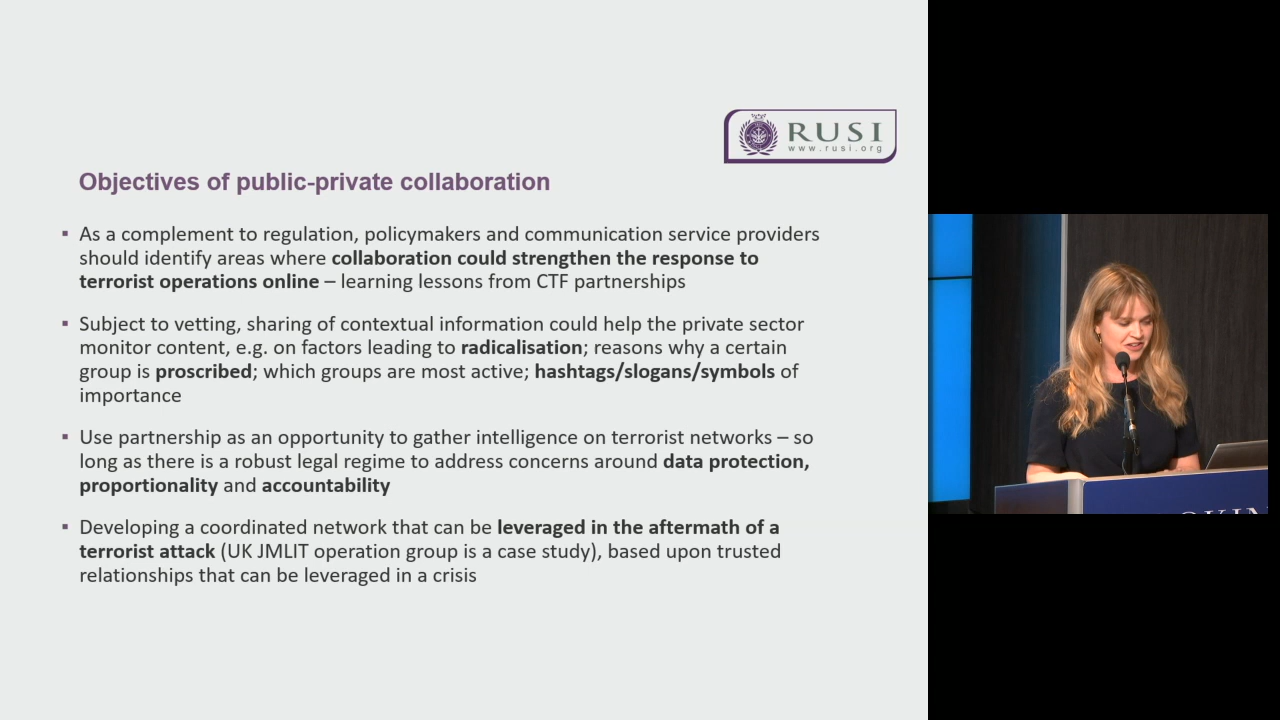 RUSI
www.rusi.org
Objectives of public-private collaboration
▪ As a complement to regulation, policymakers and communication service providers
should identify areas where collaboration could strengthen the response to
terrorist operations online – learning lessons from CTF partnerships
▪ Subject to vetting, sharing of contextual information could help the private sector
monitor content, e.g. on factors leading to radicalisation; reasons why a certain
group is proscribed; which groups are most active; hashtags/slogans/symbols of
importance
▪ Use partnership as an opportunity to gather intelligence on terrorist networks – so
long as there is a robust legal regime to address concerns around data protection,
proportionality and accountability
▪ Developing a coordinated network that can be leveraged in the aftermath of a
terrorist attack (UK JMLIT operation group is a case study), based upon trusted
relationships that can be leveraged in a crisis